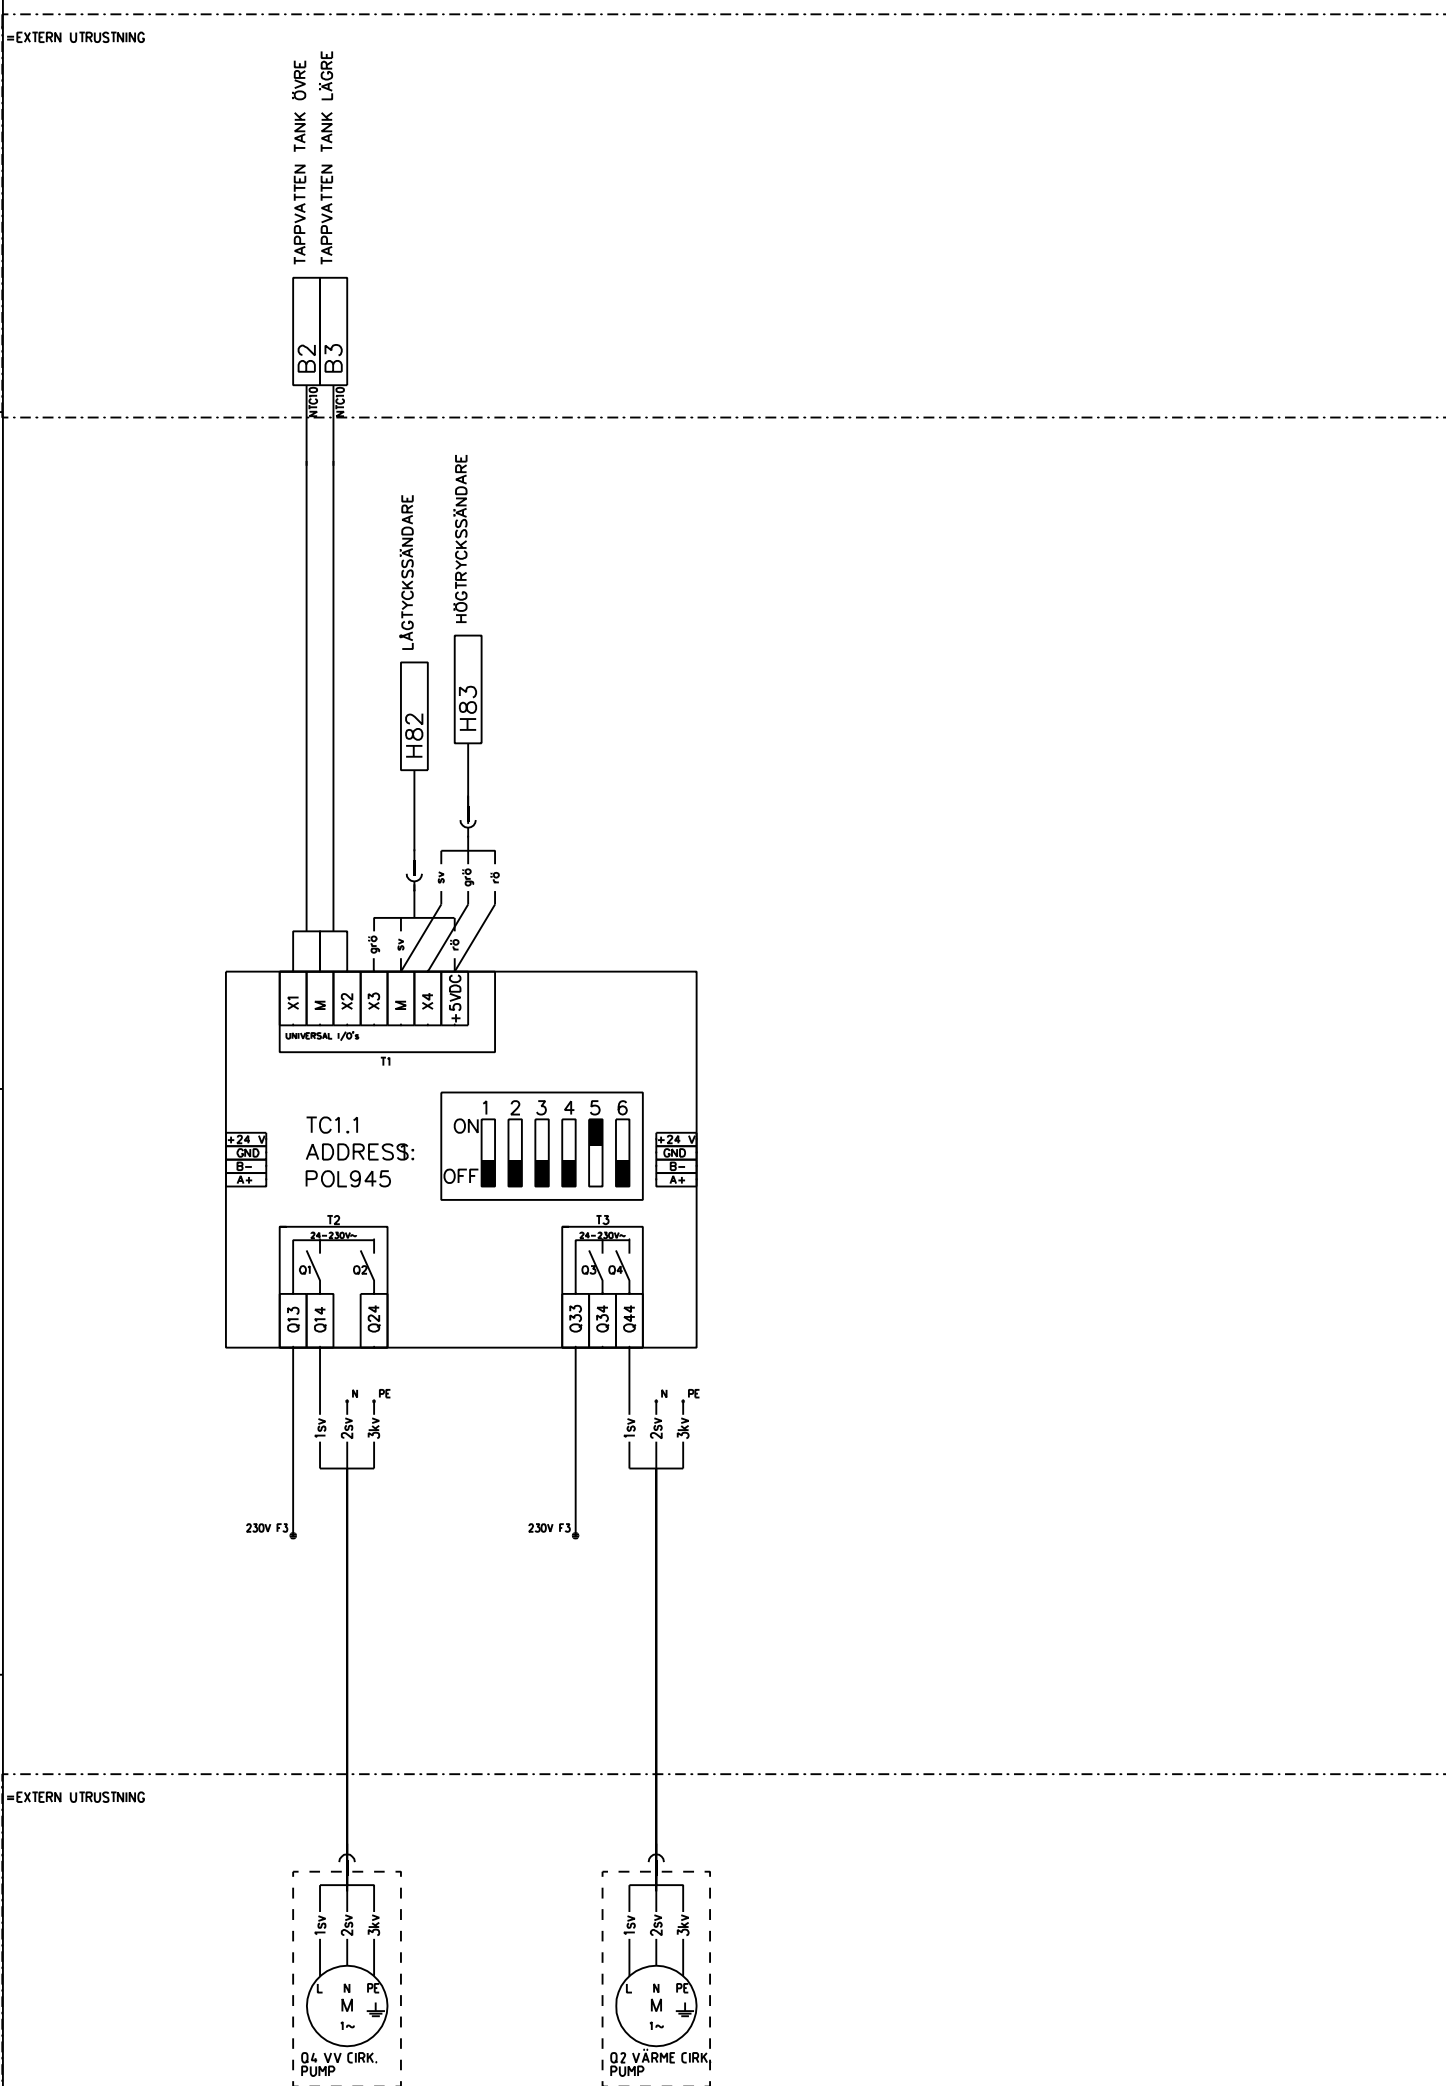 =EXTERN UTRUSTNING
TAPPVATTEN TANK ÖVRE
TAPPVATTEN TANK LÄGRE
B2
B3
NTC10
NTC10
LÅGTYCKSSÄNDARE
HÖGTRYCKSSÄNDARE
H82
H83
sv
grö
rö
grö
sv
rö
X1
M
X2
X3
M
X4
+5VDC
UNIVERSAL I/O's
T1
TC1.1
ADDRESS:
1
POL945
1 2 3 4 5 6
ON
OFF
+24 V
GND
B-
A+
+24 V
GND
B-
A+
T2
24-230V~
Q1
Q2
Q13
Q14
Q24
T3
24-230V~
Q3
Q4
Q33
Q34
Q44
N
PE
1sv
2sv
3kv
N
PE
1sv
2sv
3kv
230V F3
230V F3
=EXTERN UTRUSTNING
1sv
2sv
3kv
L N PE
M
1~
Q4 VV CIRK.
PUMP
1sv
2sv
3kv
L N PE
M
1~
Q2 VÄRME CIRK
PUMP